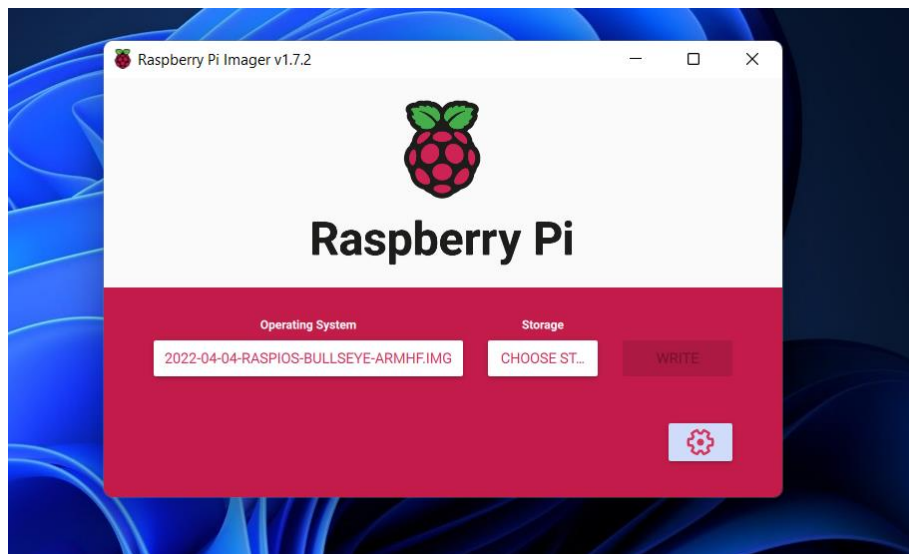 Raspberry Pi Imager v1.7.2
Raspberry Pi
Operating System
Storage
2022-04-04-RASPIOS-BULLSEYE-ARMHF.IMG
CHOOSE ST...
WRITE